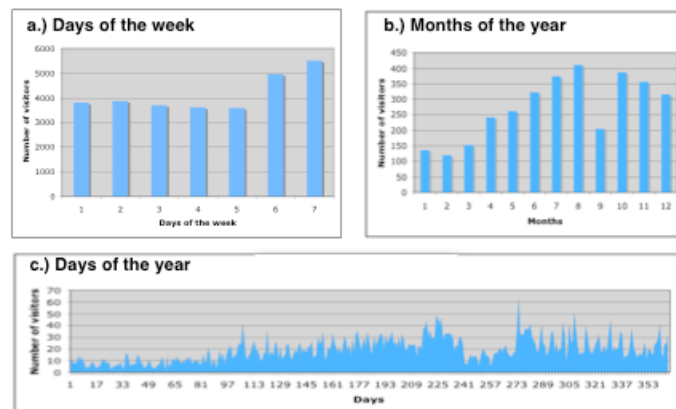 a.) Days of the week
6000
5000
4000
3000
2000
1000
0
Number of visitors
1 2 3 4 5 6 7
Days of the week
b.) Months of the year
450
400
350
300
250
200
150
100
50
0
Number of visitors
1 2 3 4 5 6 7 8 9 10 11 12
Months
c.) Days of the year
70
60
50
40
30
20
10
0
Number of visitors
1 17 33 49 65 81 97 113 129 145 161 177 193 209 225 241 257 273 289 305 321 337 353
Days